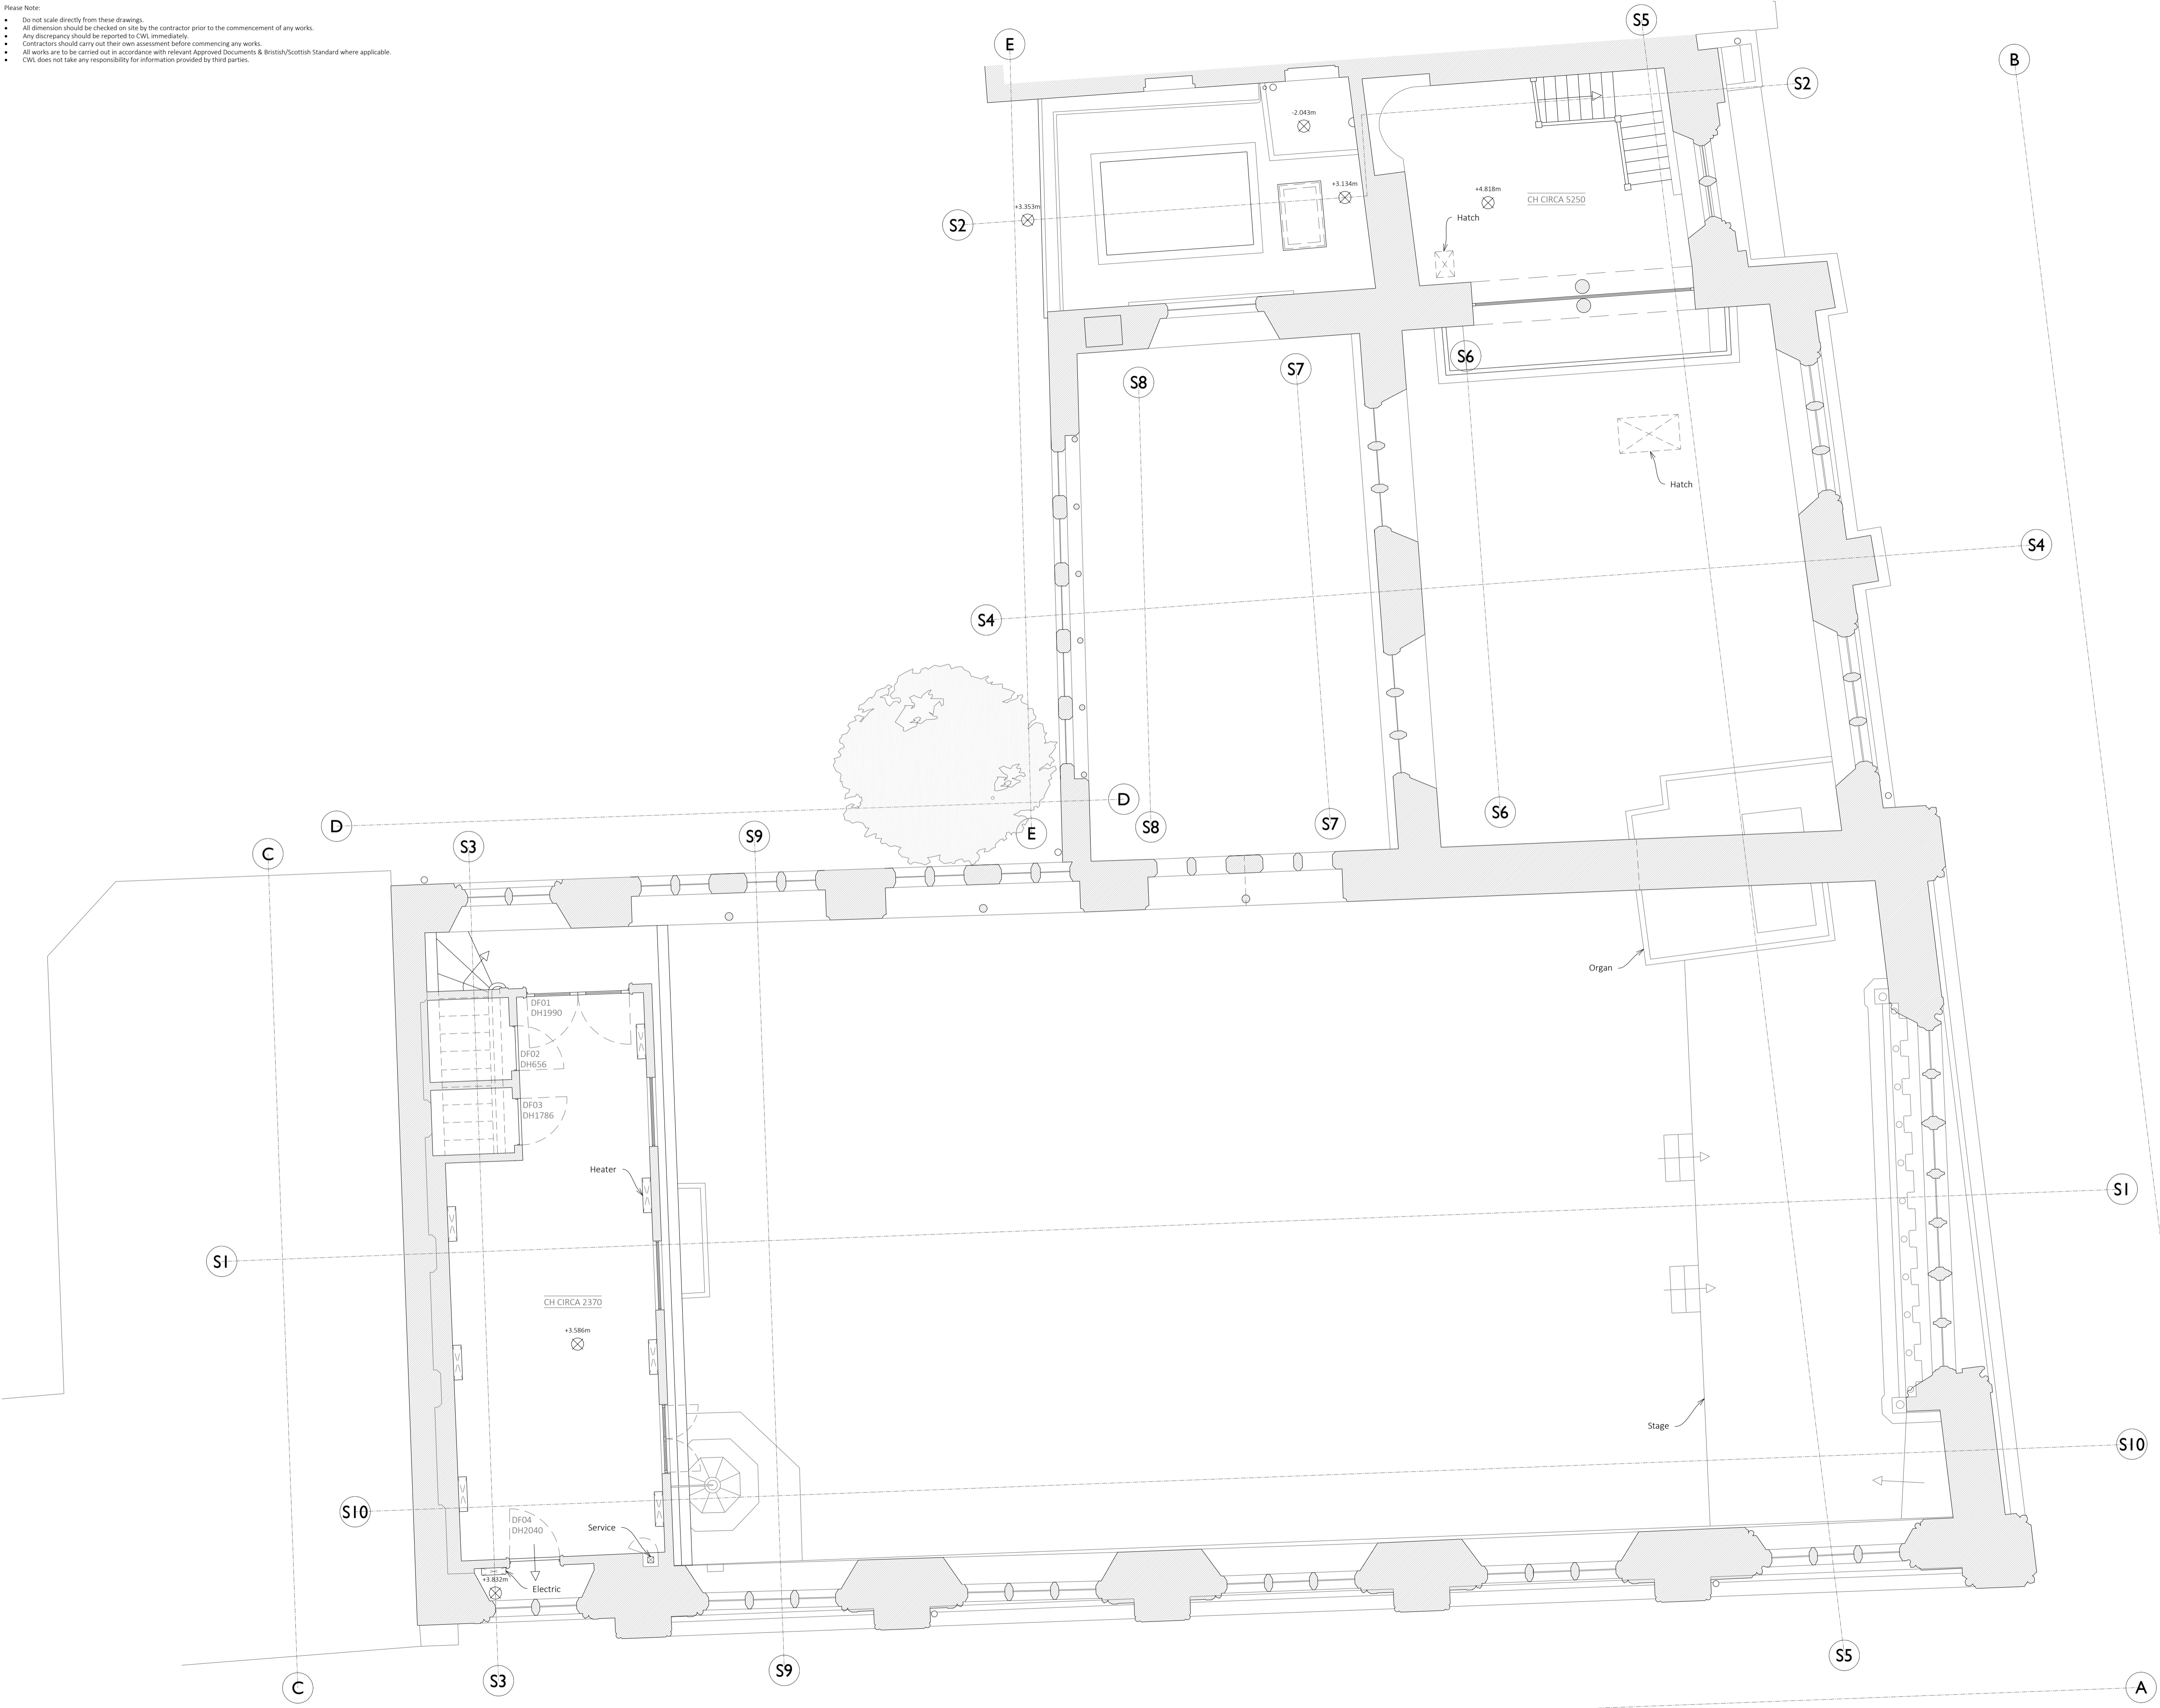 Please Note:
• Do not scale directly from these drawings.
• All dimension should be checked on site by the contractor prior to the commencement of any works.
• Any discrepancy should be reported to CWL immediately.
• Contractors should carry out their own assessment before commencing any works.
• All works are to be carried out in accordance with relevant Approved Documents & Bristish/Scottish Standard where applicable.
• CWL does not take any responsibility for information provided by third parties.
S5
E
B
S2
-2.043m
+3.134m
+4.818m
CH CIRCA 5250
+3.353m
S2
Hatch
S6
S7
S8
Hatch
S4
S4
D
D
S6
S7
S8
E
S9
S3
C
Organ
DF01
DH1990
DF02
DH656
DF03
DH1786
Heater
S1
S1
CH CIRCA 2370
+3.586m
Stage
S10
S10
DF04
DH2040
Service
+3.832m
Electric
S5
S9
S3
C
A